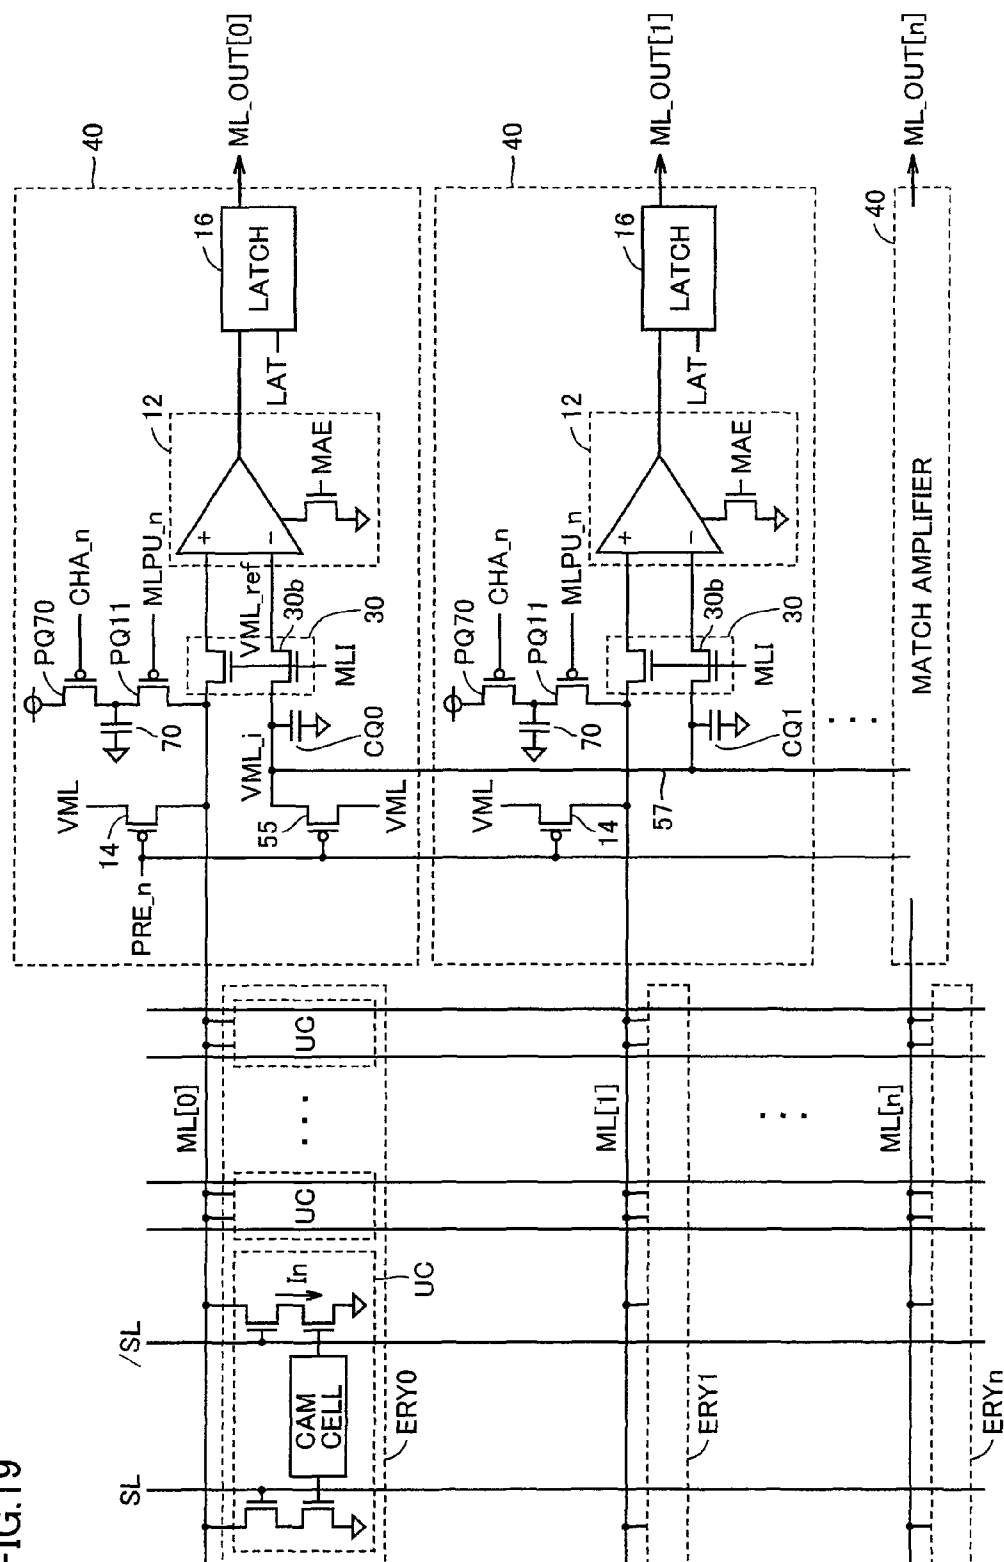 FIG.19
40
ML_OUT[0]
16
LATCH
LAT
12
MAE
+
−
PQ70
CHA_n
PQ11
MLPU_n
70
VML_ref
30b
30
MLI
VML_i
CQ0
VML
14
55
VML
PRE_n
ML[0]
UC
UC
/SL
In
UC
CAM
CELL
SL
ERY0
40
ML_OUT[1]
16
LATCH
LAT
12
MAE
+
−
PQ70
CHA_n
PQ11
MLPU_n
70
30b
30
MLI
CQ1
VML
14
57
ML[1]
ERY1
40
ML_OUT[n]
MATCH AMPLIFIER
ML[n]
ERYn